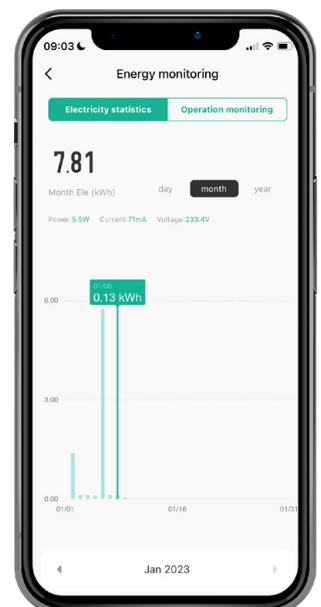 09:03
Energy monitoring
Electricity statistics
Operation monitoring
7.81
Month Ele (kWh)
day
month
year
Power:5.5W
Current:71mA
Voltage:233.4V
01/08
0.13 kWh
6.00
3.00
0.00
01/01
01/16
01/31
Jan 2023